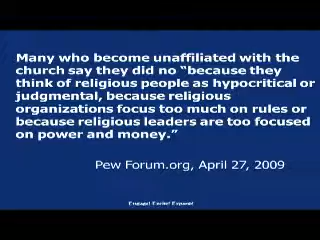 Many who become unaffiliated with the
church say they did no “because they
think of religious people as hypocritical or
judgmental, because religious
organizations focus too much on rules or
because religious leaders are too focused
on power and money.”
Pew Forum.org, April 27, 2009